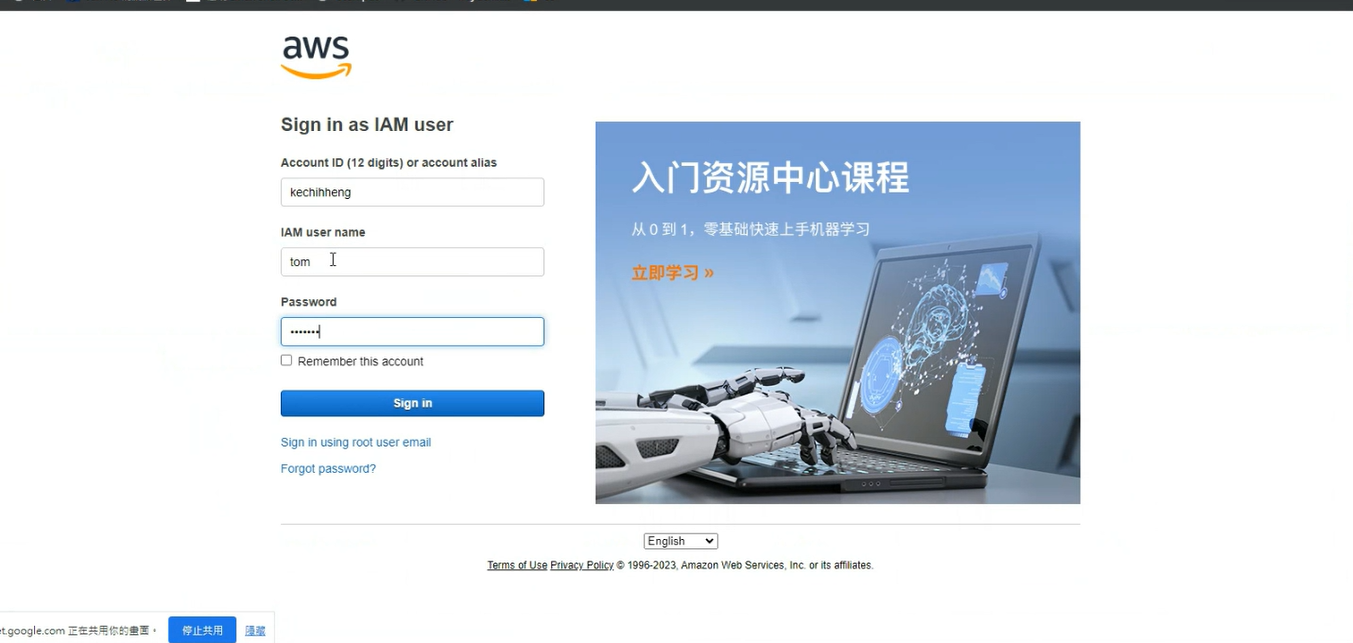 aws
Sign in as IAM user
Account ID (12 digits) or account alias
kechihheng
IAM user name
tom
Password
•••••••
Remember this account
Sign in
Sign in using root user email
Forgot password?
入门资源中心课程
从 0 到 1，零基础快速上手机器学习
立即学习 »
English
Terms of Use Privacy Policy © 1996-2023, Amazon Web Services, Inc. or its affiliates.
et.google.com 正在共用你的畫面。
停止共用
隱藏